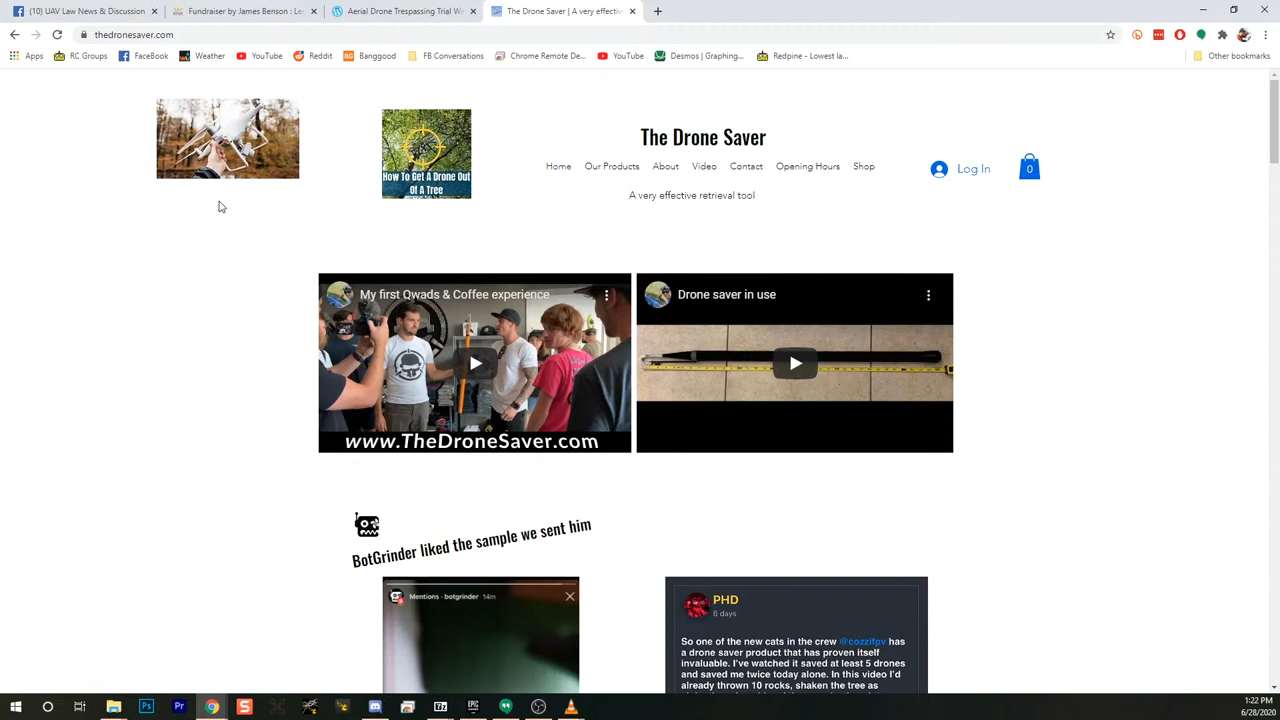 (10) UAV Law News & Discussion
Fundraiser by James Benson : Le
Aerial Drone Trespassing Trial W
The Drone Saver | A very effective
thedronesaver.com
Apps
RC Groups
FaceBook
Weather
YouTube
Reddit
Banggood
FB Conversations
Chrome Remote De...
YouTube
Desmos | Graphing...
Redpine - Lowest la...
Other bookmarks
How To Get A Drone Out
Of A Tree
The Drone Saver
Home Our Products About Video Contact Opening Hours Shop
Log In
0
A very effective retrieval tool
My first Qwads & Coffee experience
www.TheDroneSaver.com
Drone saver in use
BotGrinder liked the sample we sent him
Mentions · botgrinder 14m
PHD
6 days
So one of the new cats in the crew @cozzifpv has
a drone saver product that has proven itself
invaluable. I've watched it saved at least 5 drones
and saved me twice today alone. In this video I'd
already thrown 10 rocks, shaken the tree as
1:22 PM
6/28/2020